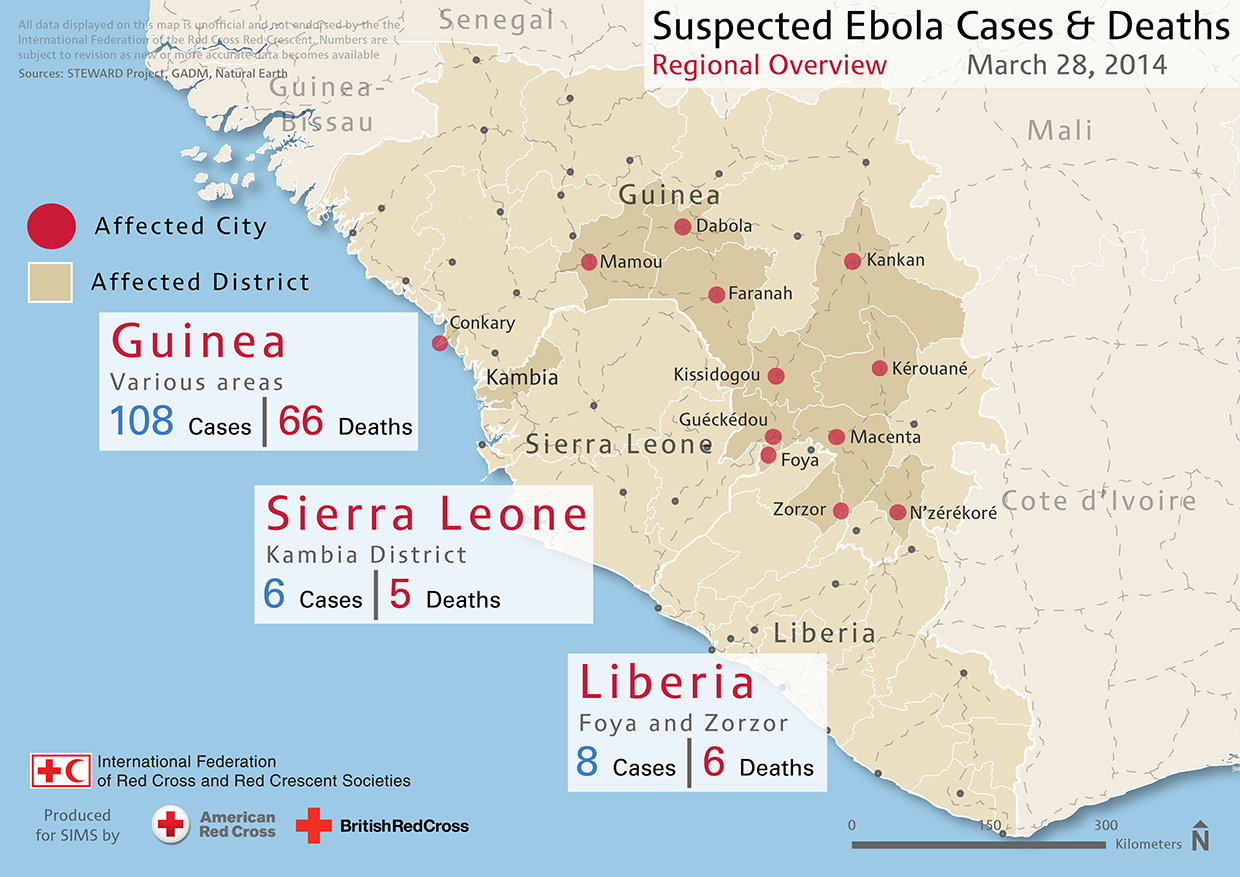 All data displayed on this map is unofficial and not endorsed by the the
International Federation of the Red Cross Red Crescent. Numbers are
subject to revision as new or more accurate data becomes available
Sources: STEWARD Project, GADM, Natural Earth
Suspected Ebola Cases & Deaths
Regional Overview March 28, 2014
Senegal
Guinea-
Bissau
Mali
Guinea
Affected City
Affected District
Dabola
Mamou
Kankan
Faranah
Conkary
Guinea
Various areas
108 Cases | 66 Deaths
Kambia
Kissidogou
Kérouané
Guéckédou
Macenta
Sierra Leone
Foya
Zorzor
N'zérékoré
Cote d'Ivoire
Sierra Leone
Kambia District
6 Cases | 5 Deaths
Liberia
Liberia
Foya and Zorzor
8 Cases | 6 Deaths
International Federation
of Red Cross and Red Crescent Societies
Produced
for SIMS by
American
Red Cross
BritishRedCross
0 150 300
Kilometers N